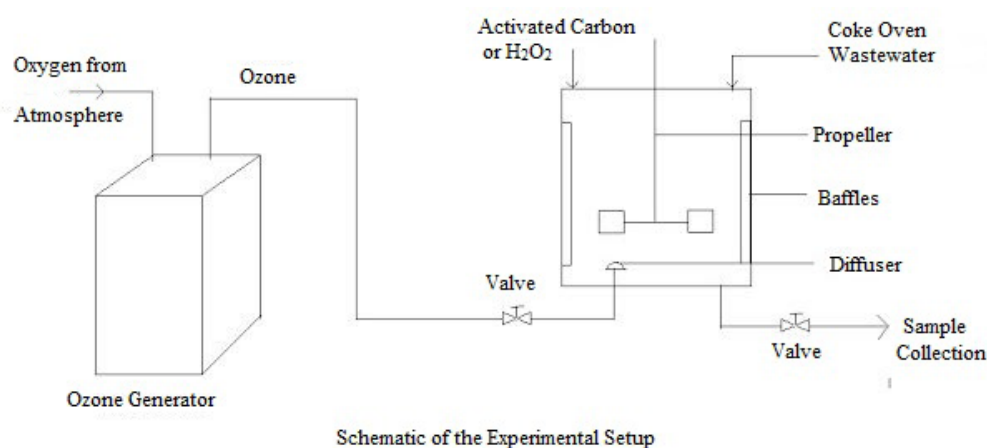 Activated Carbon
or H₂O₂
Coke Oven
Wastewater
Oxygen from
Atmosphere
Ozone
Propeller
Baffles
Diffuser
Valve
Valve
Sample
Collection
Ozone Generator
Schematic of the Experimental Setup